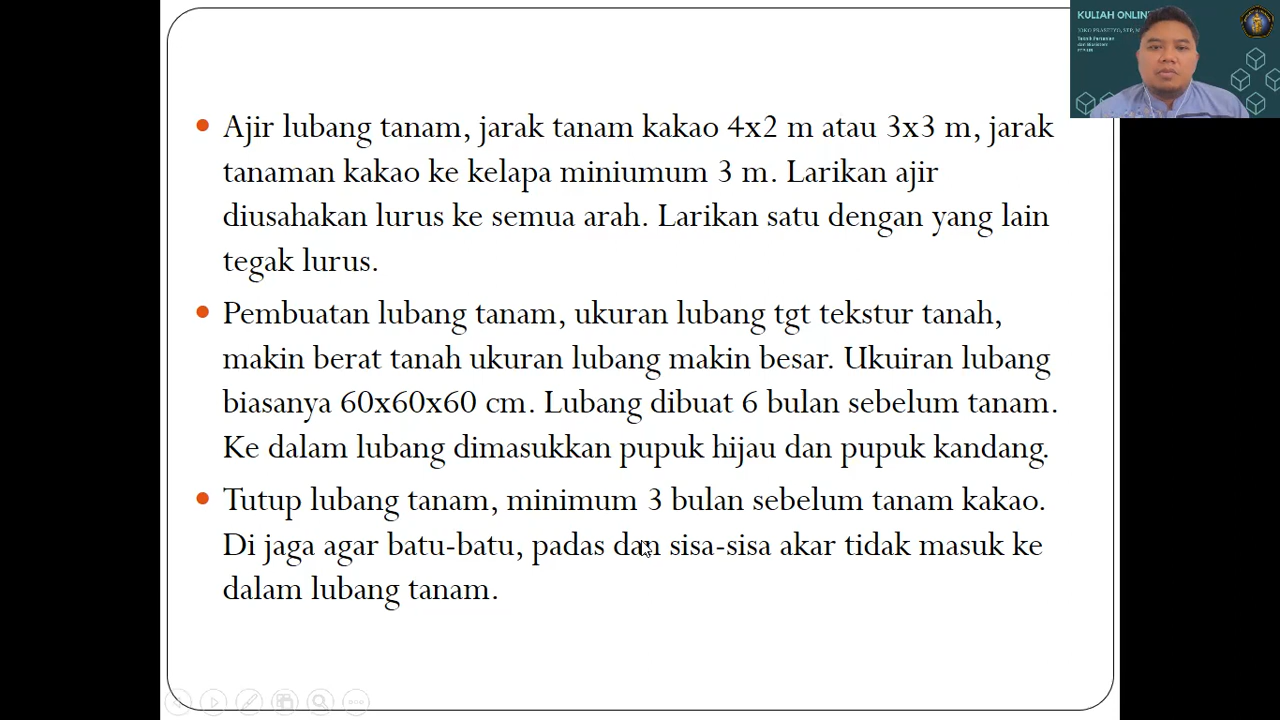 KULIAH ONLINE
Ajir lubang tanam, jarak tanam kakao 4x2 m atau 3x3 m, jarak
tanaman kakao ke kelapa miniumum 3 m. Larikan ajir
diusahakan lurus ke semua arah. Larikan satu dengan yang lain
tegak lurus.
Pembuatan lubang tanam, ukuran lubang tgt tekstur tanah,
makin berat tanah ukuran lubang makin besar. Ukuiran lubang
biasanya 60x60x60 cm. Lubang dibuat 6 bulan sebelum tanam.
Ke dalam lubang dimasukkan pupuk hijau dan pupuk kandang.
Tutup lubang tanam, minimum 3 bulan sebelum tanam kakao.
Di jaga agar batu-batu, padas dan sisa-sisa akar tidak masuk ke
dalam lubang tanam.